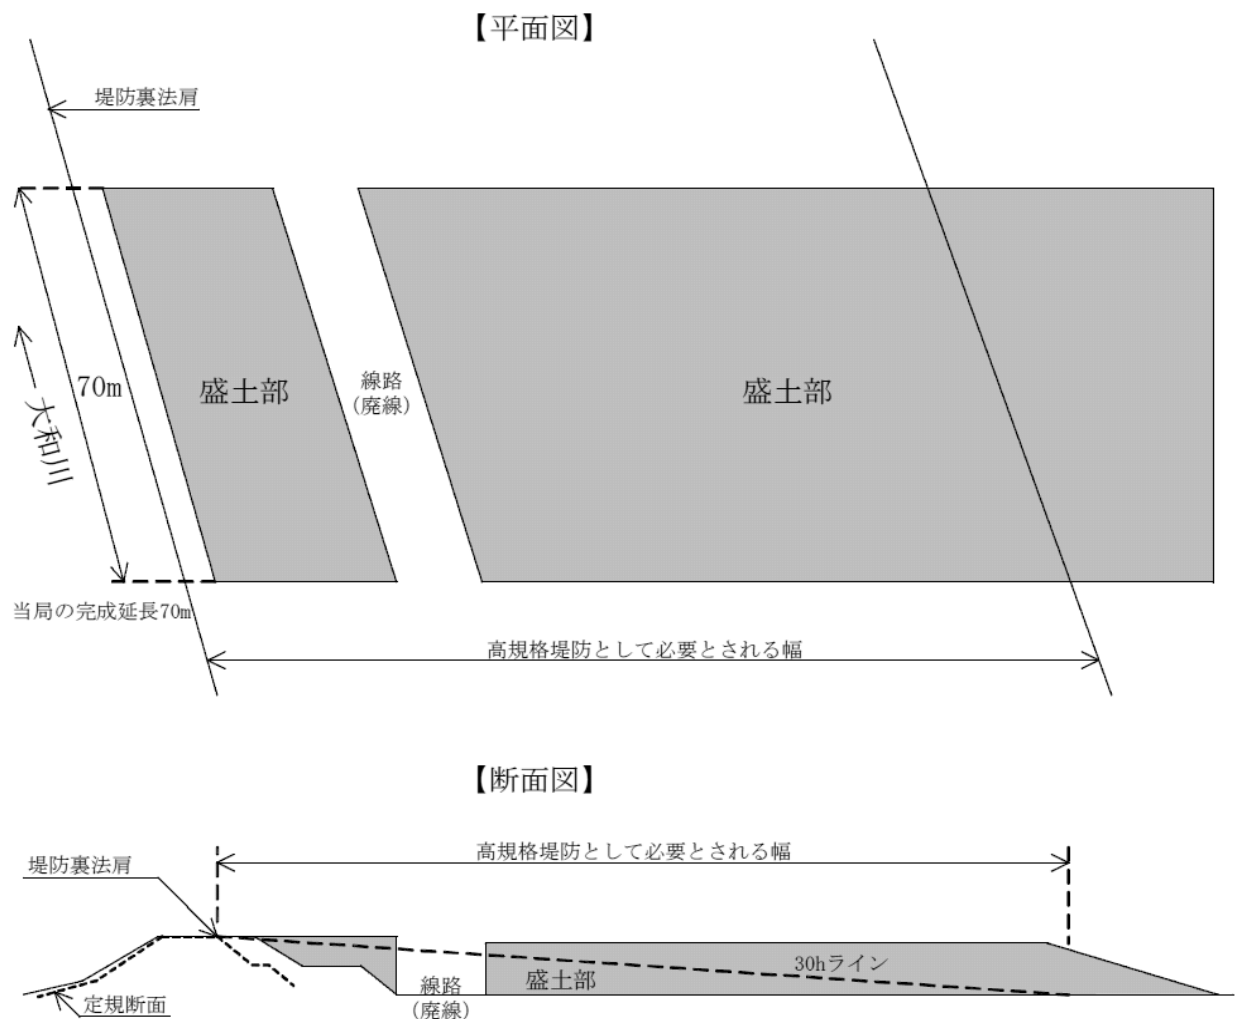 【平面図】
堤防裏法肩
70m
大和川
盛土部
線路
(廃線)
盛土部
当局の完成延長70m
高規格堤防として必要とされる幅
【断面図】
高規格堤防として必要とされる幅
堤防裏法肩
30hライン
盛土部
線路
(廃線)
定規断面